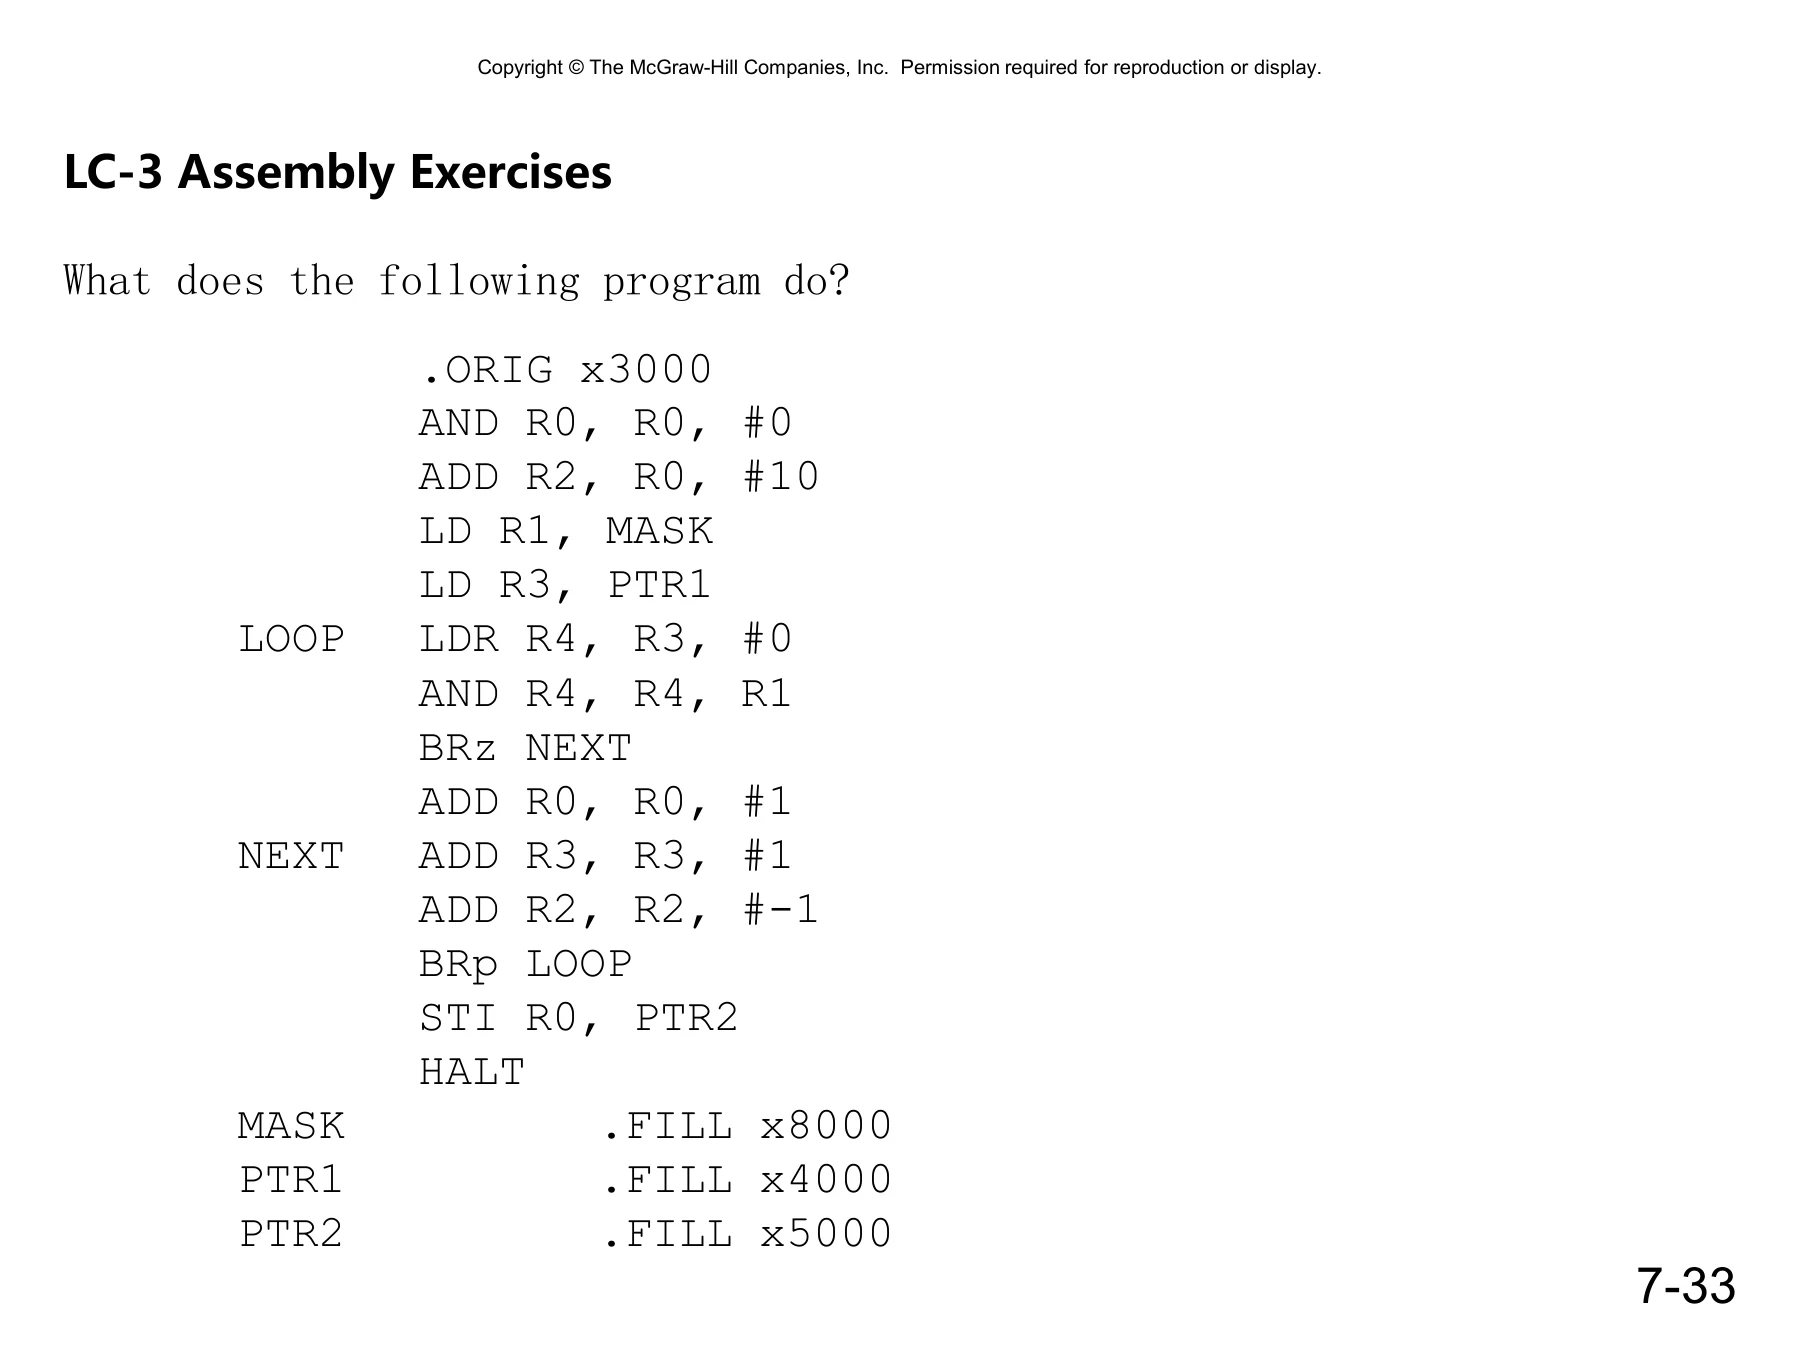 Copyright © The McGraw-Hill Companies, Inc. Permission required for reproduction or display.
LC-3 Assembly Exercises
What does the following program do?
.ORIG x3000
AND R0, R0, #0
ADD R2, R0, #10
LD R1, MASK
LD R3, PTR1
LOOP LDR R4, R3, #0
AND R4, R4, R1
BRz NEXT
ADD R0, R0, #1
NEXT ADD R3, R3, #1
ADD R2, R2, #-1
BRp LOOP
STI R0, PTR2
HALT
MASK .FILL x8000
PTR1 .FILL x4000
PTR2 .FILL x5000
7-33